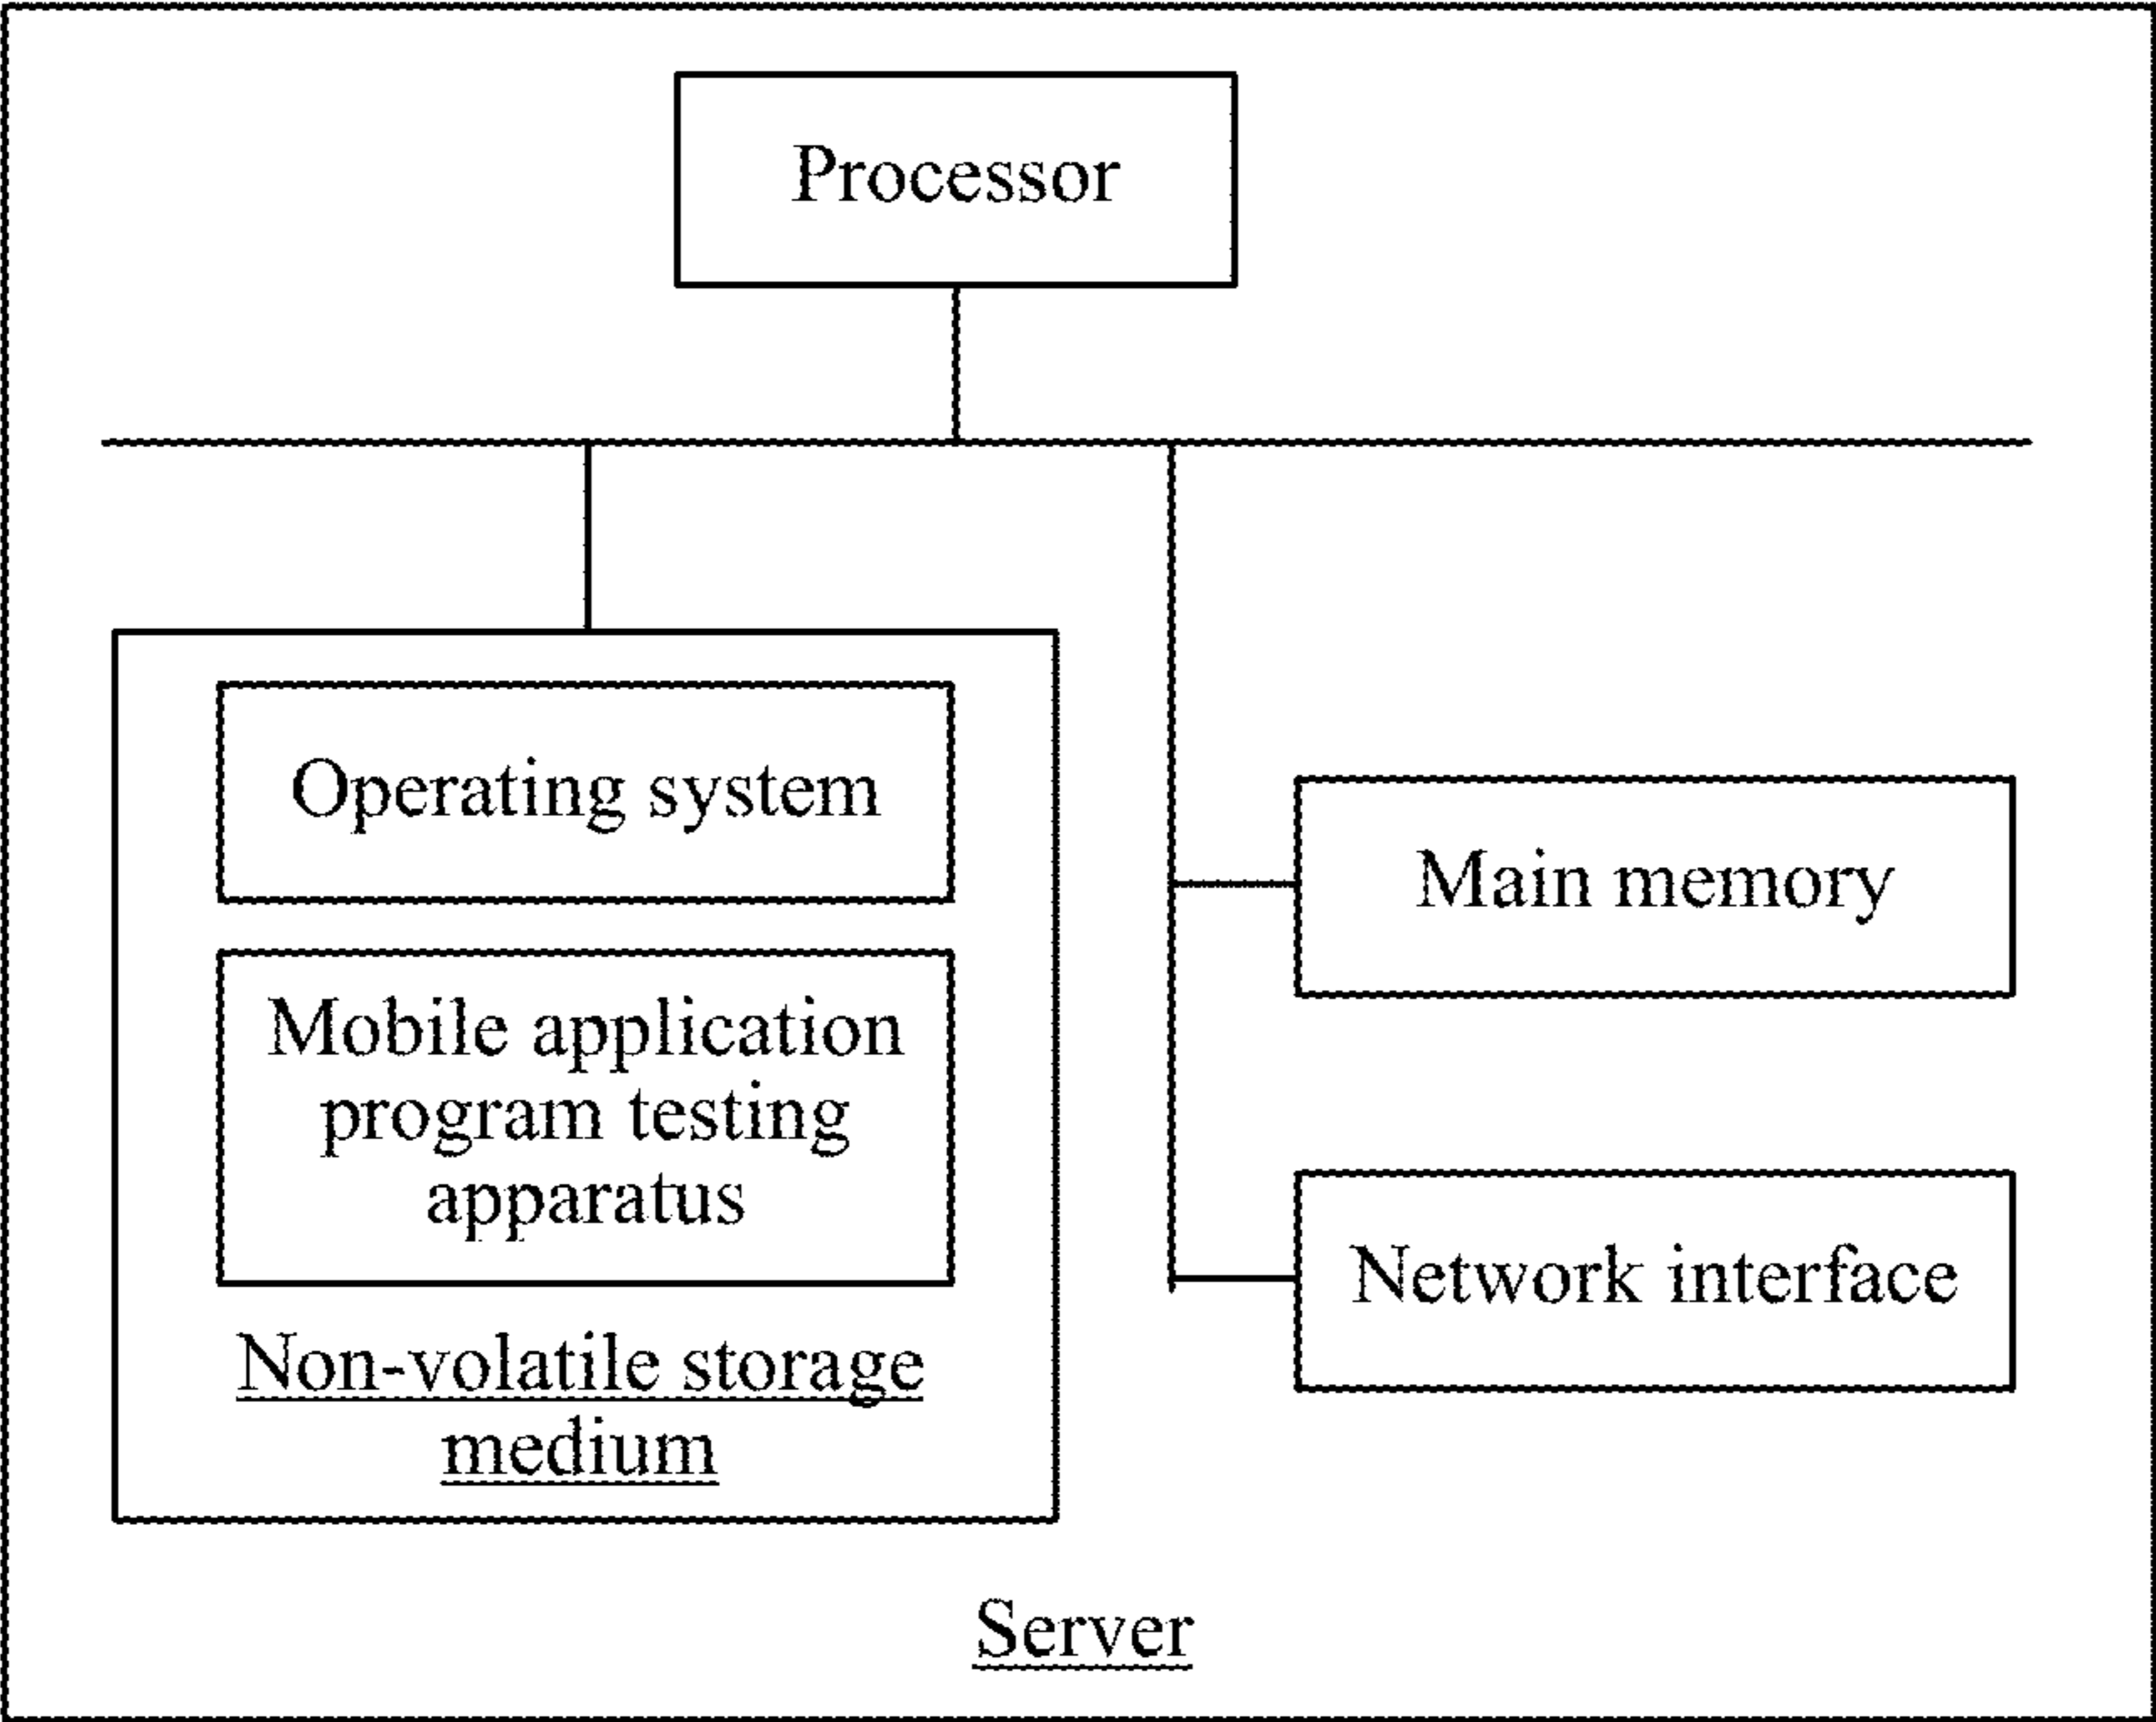 Processor
Operating system
Mobile application
program testing
apparatus
Non-volatile storage
medium
Main memory
Network interface
Server